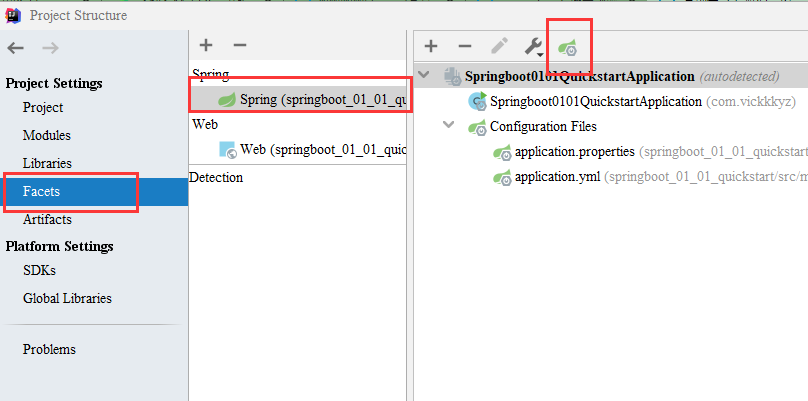 Project Structure
Project Settings
Project
Modules
Libraries
Facets
Artifacts
Platform Settings
SDKs
Global Libraries
Problems
Spring
Spring (springboot_01_01_qu
Web
Web (springboot_01_01_quic
Detection
Springboot0101QuickstartApplication (autodetected)
Springboot0101QuickstartApplication (com.vickkkyz)
Configuration Files
application.properties (springboot_01_01_quickstart
application.yml (springboot_01_01_quickstart/src/m